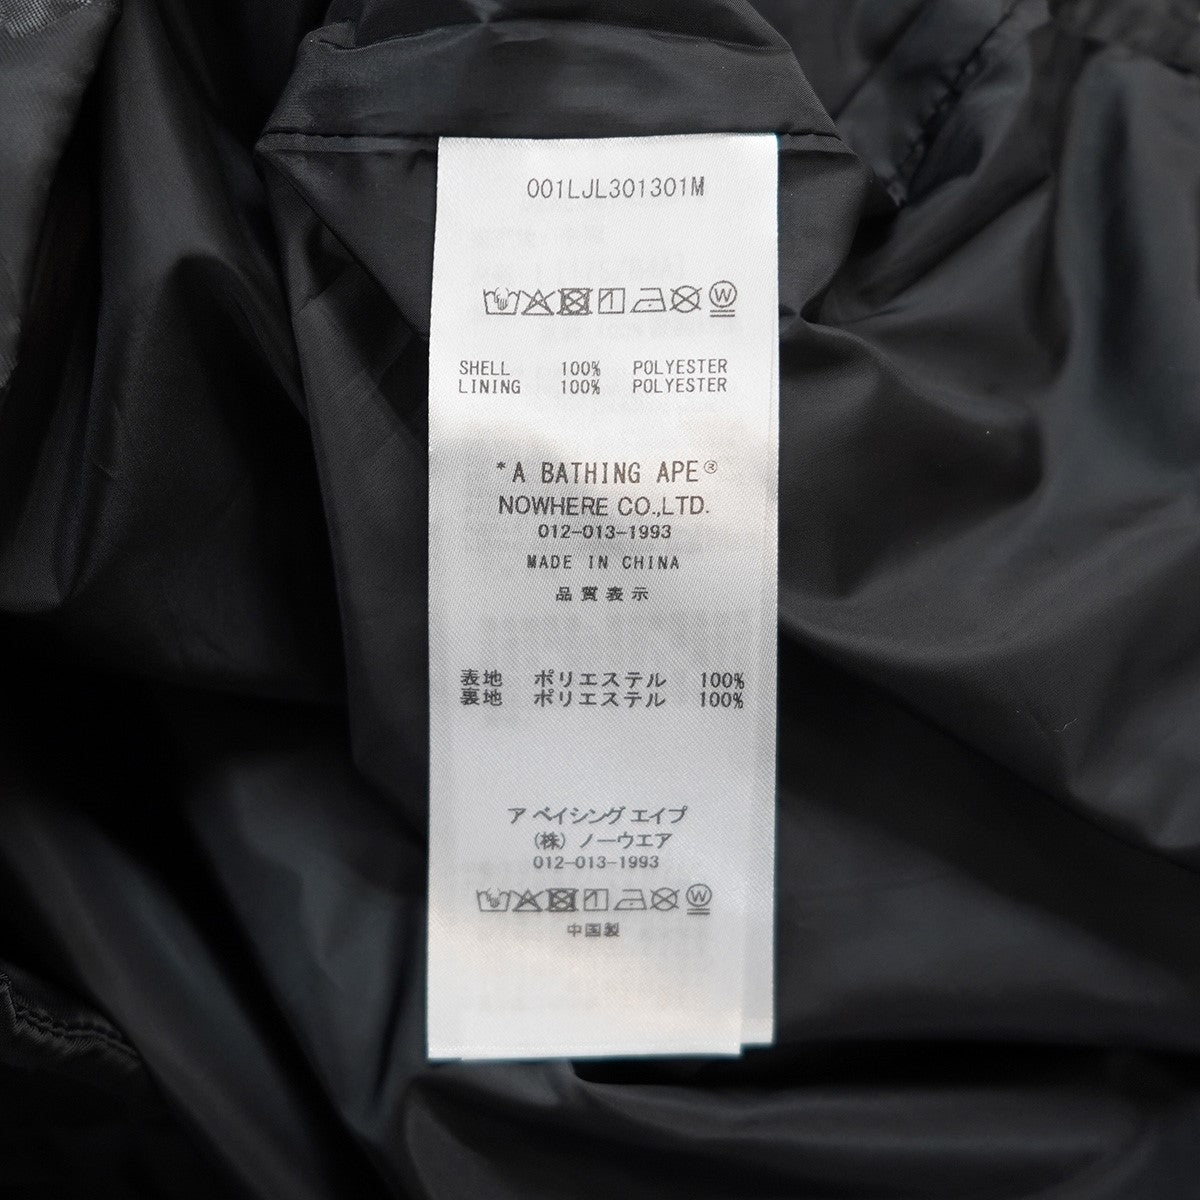 001LJL301301M
SHELL 100% POLYESTER
LINING 100% POLYESTER
*A BATHING APE®
NOWHERE CO.,LTD.
012-013-1993
MADE IN CHINA
品質表示
表地 ポリエステル 100%
裏地 ポリエステル 100%
ア ベイシング エイプ
(株) ノーウエア
012-013-1993
中国製